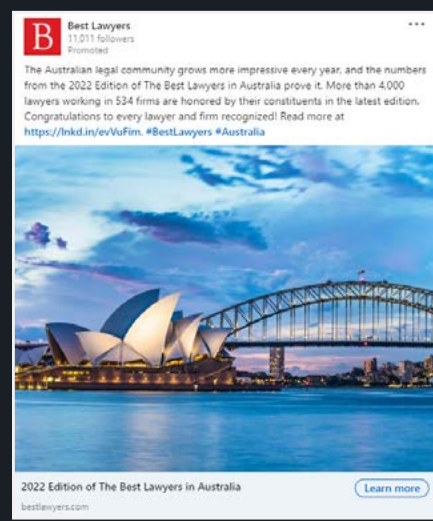 B
Best Lawyers
11,011 followers
Promoted
The Australian legal community grows more impressive every year, and the numbers
from the 2022 Edition of The Best Lawyers in Australia prove it. More than 4,000
lawyers working in 534 firms are honored by their constituents in the latest edition.
Congratulations to every lawyer and firm recognized! Read more at
https://lnkd.in/evVuFim. #BestLawyers #Australia
2022 Edition of The Best Lawyers in Australia
Learn more
bestlawyers.com